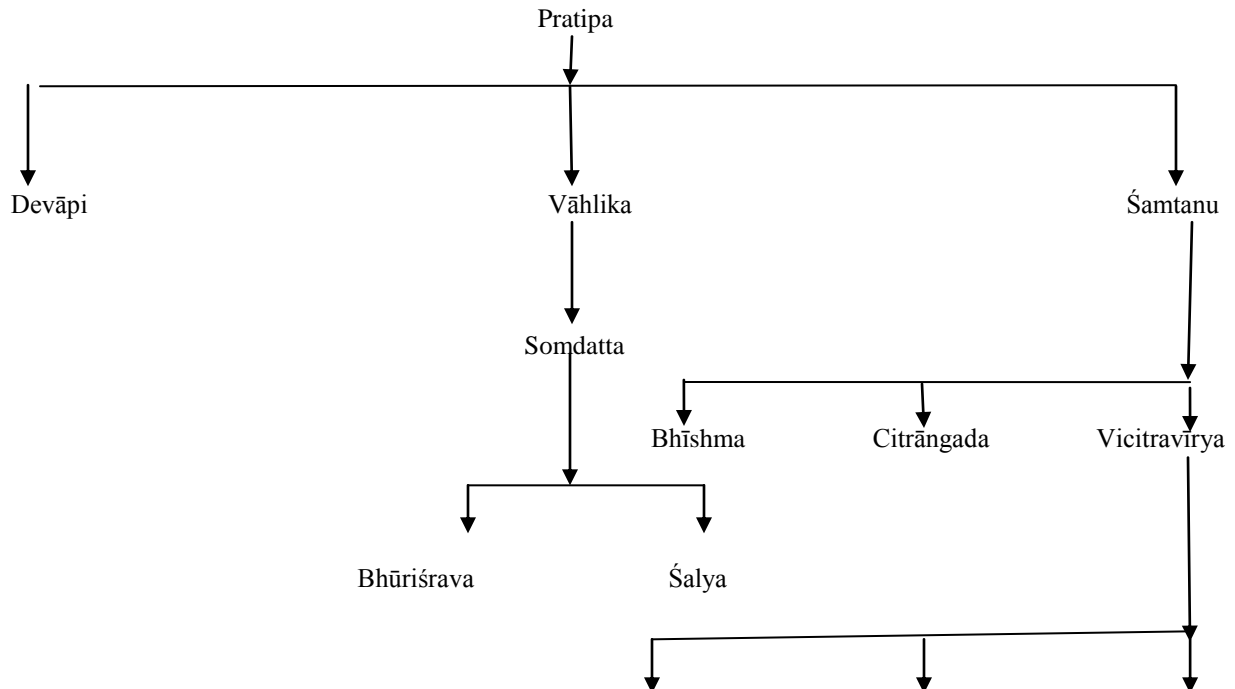 Pratipa
Devāpi Vāhlika Śamtanu
Somdatta
Bhīshma Citrāngada Vicitravīrya
Bhūriśrava Śalya